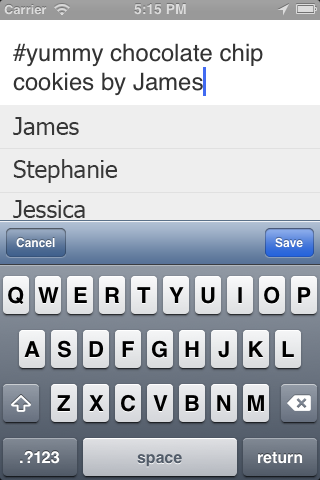 Carrier 5:15 PM
#yummy chocolate chip
cookies by James
James
Stephanie
Jessica
Cancel Save
Q W E R T Y U I O P
A S D F G H J K L
Z X C V B N M
.?123 space return